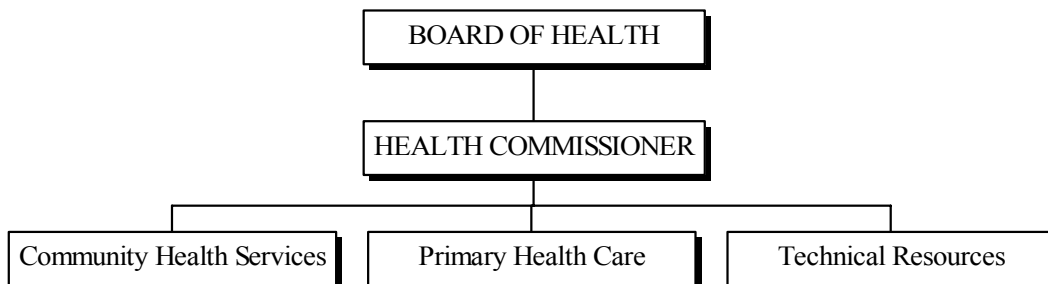 BOARD OF HEALTH
HEALTH COMMISSIONER
Community Health Services
Primary Health Care
Technical Resources